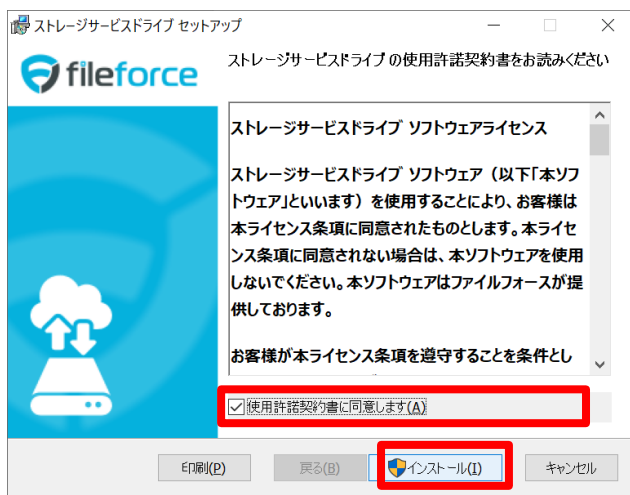 ストレージサービスドライブ セットアップ
fileforce
ストレージサービスドライブ の使用許諾契約書をお読みください
ストレージサービスドライブ ソフトウェアライセンス
ストレージサービスドライブ ソフトウェア（以下「本ソフ
トウェア」といいます）を使用することにより、お客様は
本ライセンス条項に同意されたものとします。本ライセ
ンス条項に同意されない場合は、本ソフトウェアを使用
しないでください。本ソフトウェアはファイルフォースが提
供しております。
お客様が本ライセンス条項を遵守することを条件とし
使用許諾契約書に同意します(A)
印刷(P)
戻る(B)
インストール(I)
キャンセル